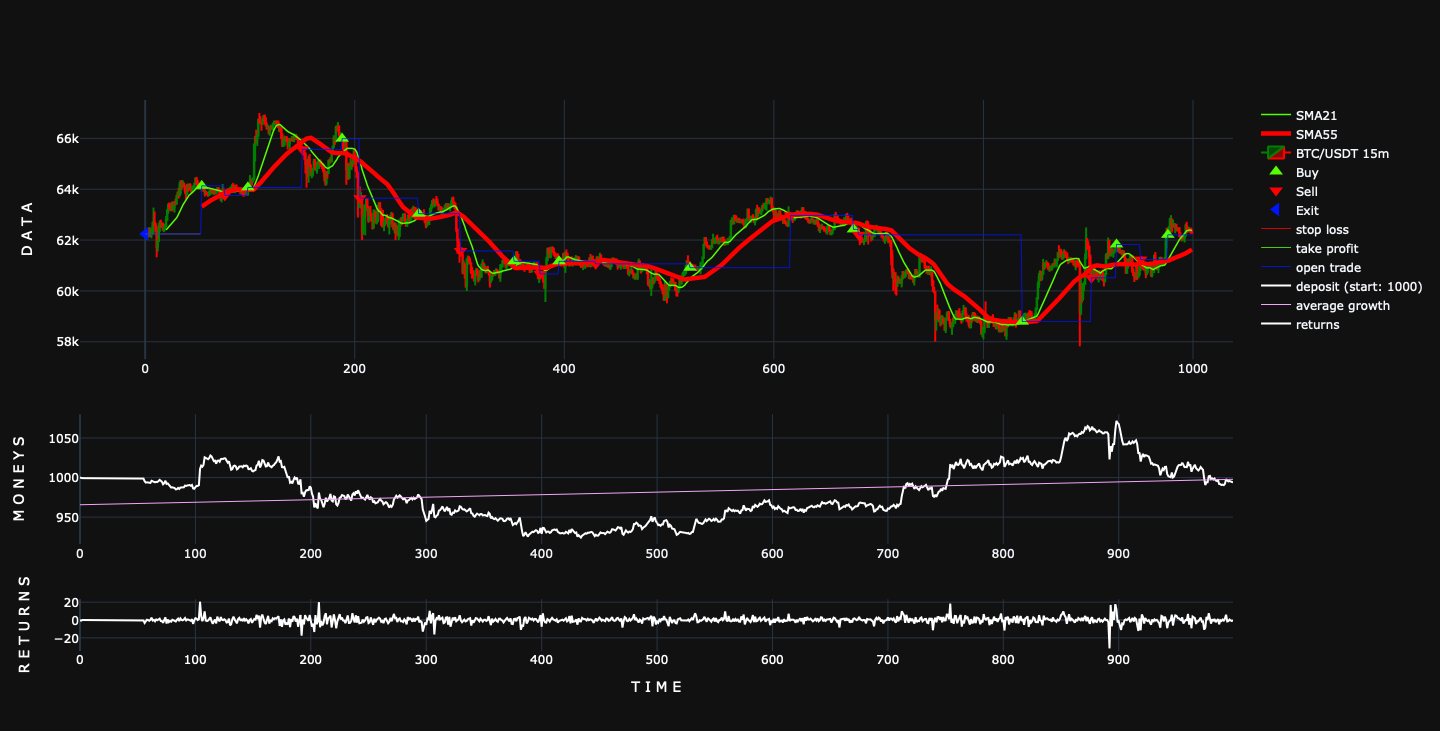 DATA
66k
64k
62k
60k
58k
0 200 400 600 800 1000
SMA21
SMA55
BTC/USDT 15m
Buy
Sell
Exit
stop loss
take profit
open trade
deposit (start: 1000)
average growth
returns
MONEYS
1050
1000
950
0 100 200 300 400 500 600 700 800 900
RETURNS
20
0
−20
0 100 200 300 400 500 600 700 800 900
TIME